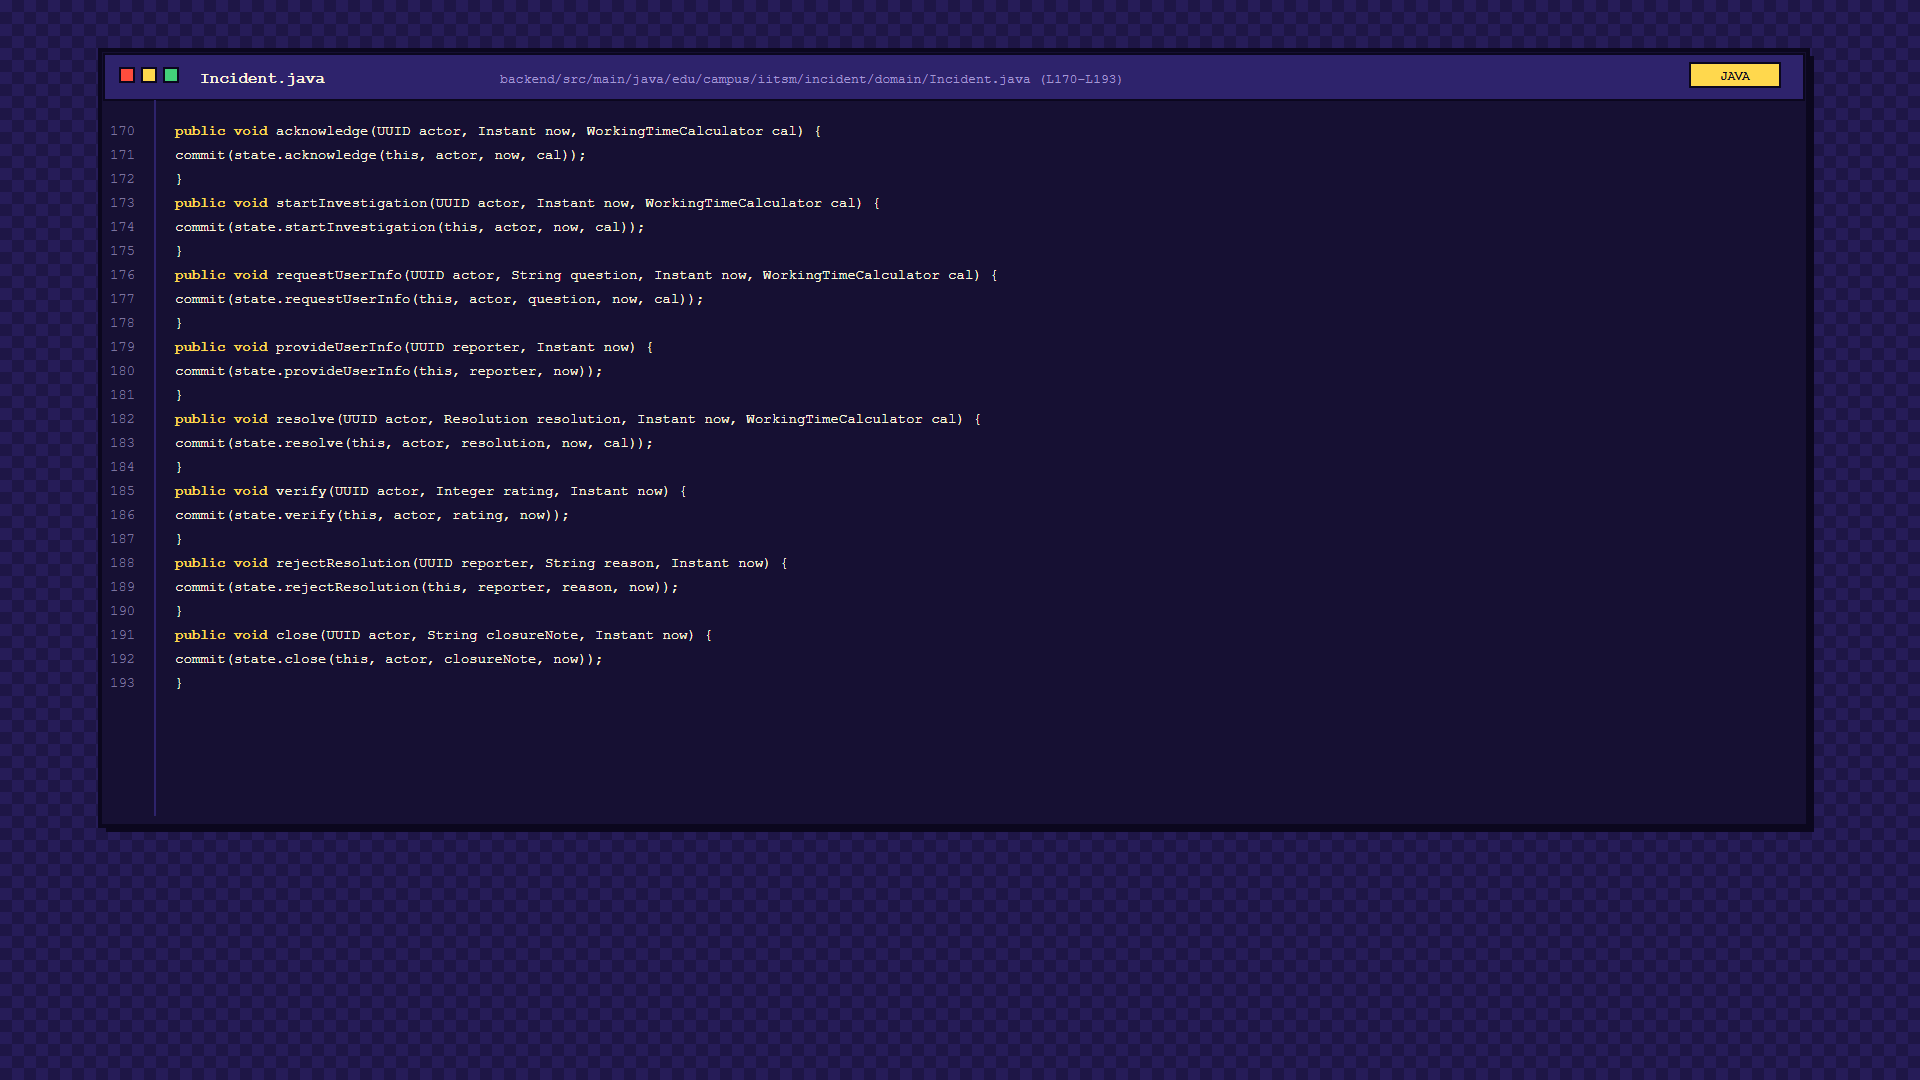 Incident.java
backend/src/main/java/edu/campus/iitsm/incident/domain/Incident.java (L170-L193)
JAVA
170 public void acknowledge(UUID actor, Instant now, WorkingTimeCalculator cal) {
171 commit(state.acknowledge(this, actor, now, cal));
172 }
173 public void startInvestigation(UUID actor, Instant now, WorkingTimeCalculator cal) {
174 commit(state.startInvestigation(this, actor, now, cal));
175 }
176 public void requestUserInfo(UUID actor, String question, Instant now, WorkingTimeCalculator cal) {
177 commit(state.requestUserInfo(this, actor, question, now, cal));
178 }
179 public void provideUserInfo(UUID reporter, Instant now) {
180 commit(state.provideUserInfo(this, reporter, now));
181 }
182 public void resolve(UUID actor, Resolution resolution, Instant now, WorkingTimeCalculator cal) {
183 commit(state.resolve(this, actor, resolution, now, cal));
184 }
185 public void verify(UUID actor, Integer rating, Instant now) {
186 commit(state.verify(this, actor, rating, now));
187 }
188 public void rejectResolution(UUID reporter, String reason, Instant now) {
189 commit(state.rejectResolution(this, reporter, reason, now));
190 }
191 public void close(UUID actor, String closureNote, Instant now) {
192 commit(state.close(this, actor, closureNote, now));
193 }